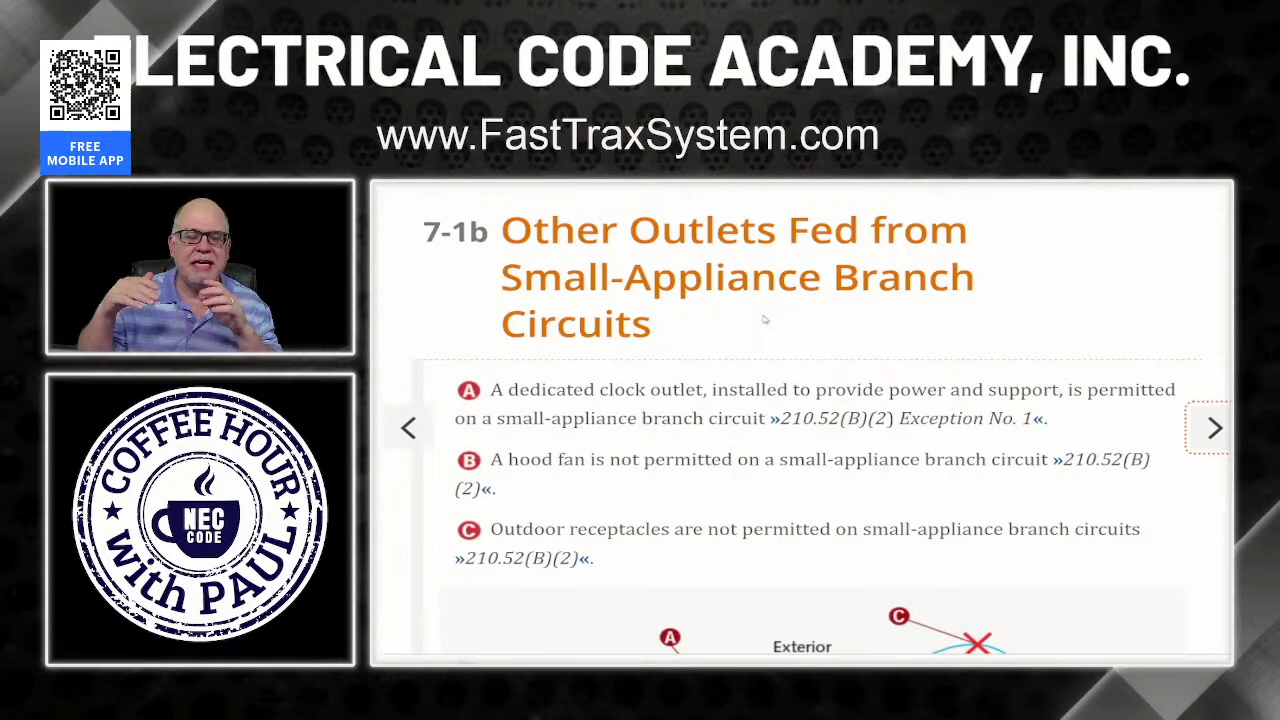 ELECTRICAL CODE ACADEMY, INC.
www.FastTraxSystem.com
FREE
MOBILE APP
7-1b Other Outlets Fed from
Small-Appliance Branch
Circuits
A A dedicated clock outlet, installed to provide power and support, is permitted
on a small-appliance branch circuit »210.52(B)(2) Exception No. 1«.
B A hood fan is not permitted on a small-appliance branch circuit »210.52(B)
(2)«.
C Outdoor receptacles are not permitted on small-appliance branch circuits
»210.52(B)(2)«.
A
Exterior
C
COFFEE HOUR
NEC
CODE
with PAUL